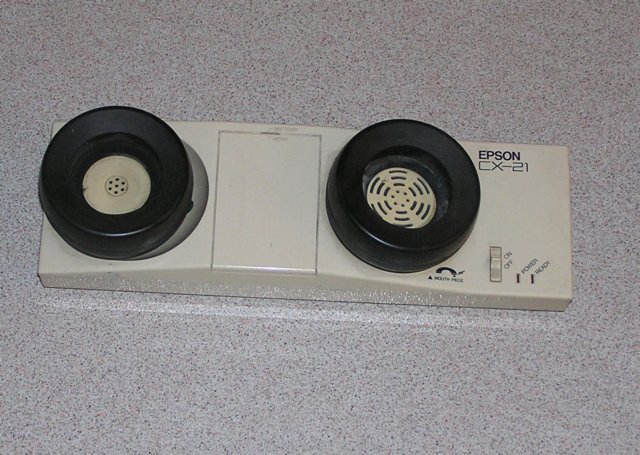 EPSON
CX-21
ON
OFF
POWER
READY
▲ MOUTH PIECE